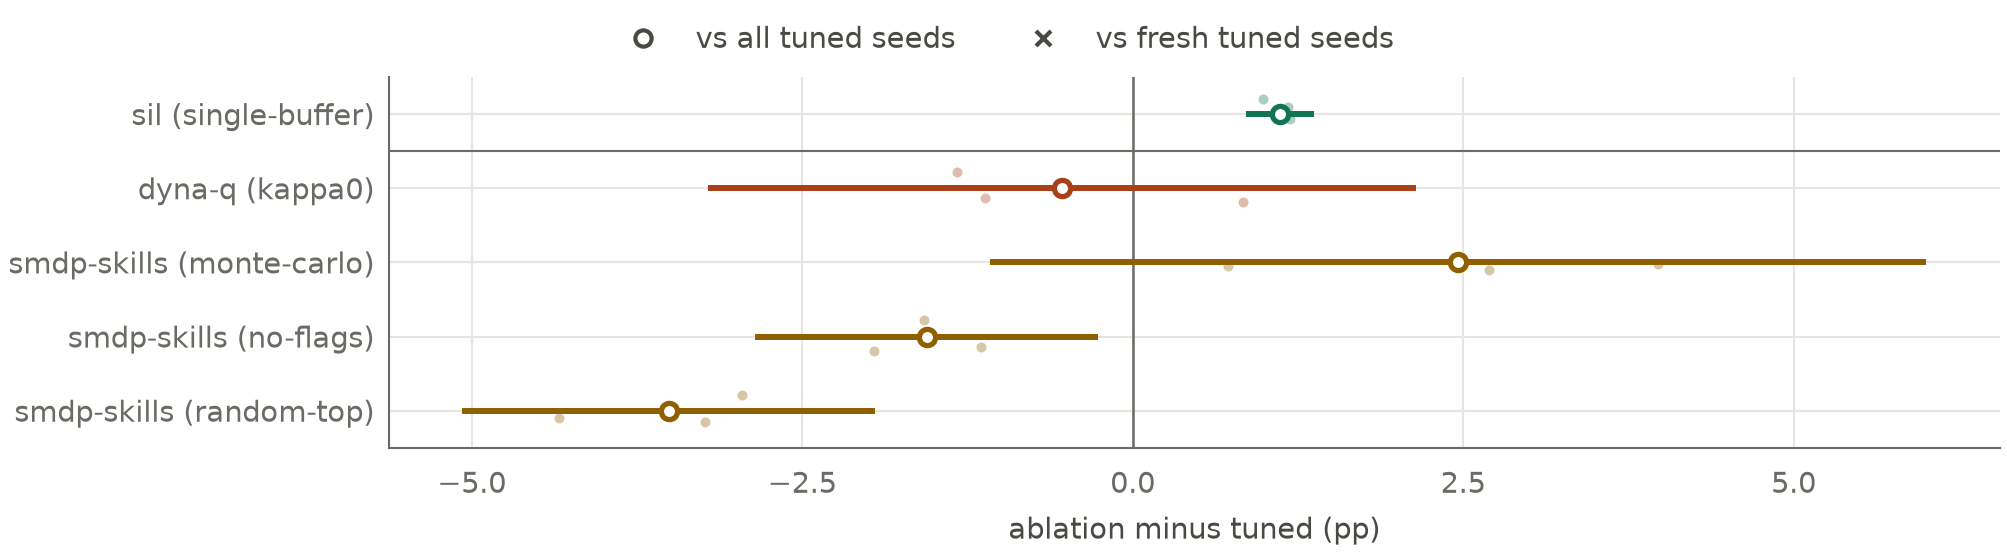 vs all tuned seeds
vs fresh tuned seeds
sil (single-buffer)
dyna-q (kappa0)
smdp-skills (monte-carlo)
smdp-skills (no-flags)
smdp-skills (random-top)
−5.0 −2.5 0.0 2.5 5.0
ablation minus tuned (pp)